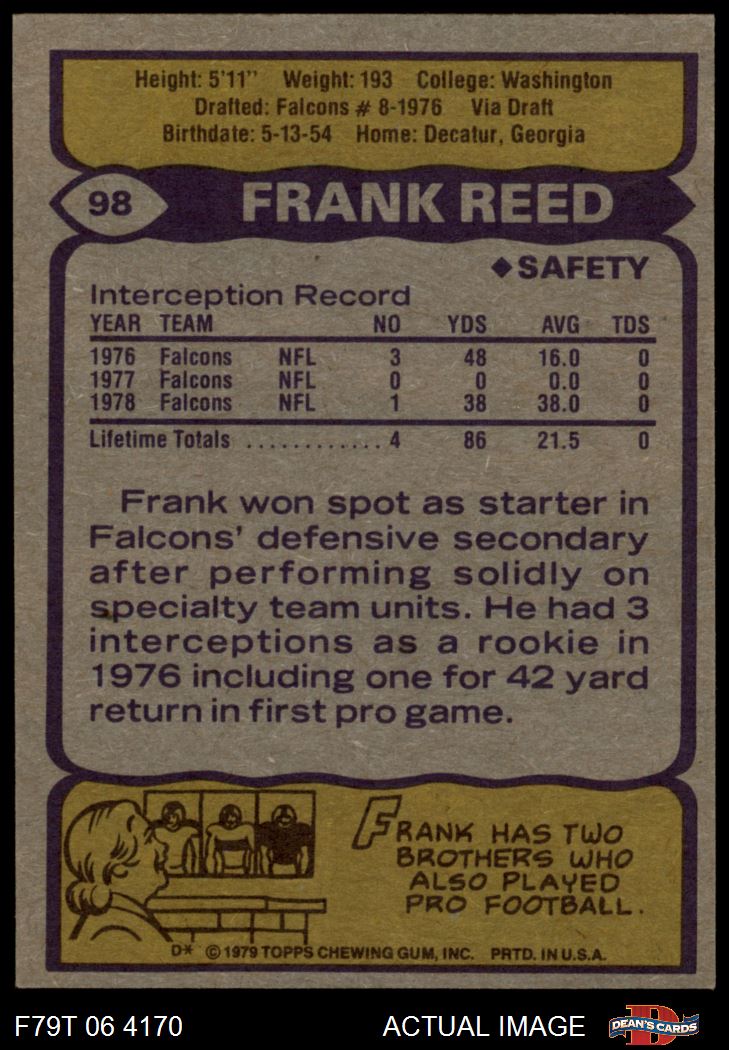 Height: 5'11" Weight: 193 College: Washington
Drafted: Falcons # 8-1976 Via Draft
Birthdate: 5-13-54 Home: Decatur, Georgia
98 FRANK REED
◆SAFETY
Interception Record
YEAR TEAM NO YDS AVG TDS
1976 Falcons NFL 3 48 16.0 0
1977 Falcons NFL 0 0 0.0 0
1978 Falcons NFL 1 38 38.0 0
Lifetime Totals ............ 4 86 21.5 0
Frank won spot as starter in
Falcons' defensive secondary
after performing solidly on
specialty team units. He had 3
interceptions as a rookie in
1976 including one for 42 yard
return in first pro game.
FRANK HAS TWO
BROTHERS WHO
ALSO PLAYED
PRO FOOTBALL.
D* © 1979 TOPPS CHEWING GUM, INC. PRTD. IN U.S.A.
F79T 06 4170 ACTUAL IMAGE D DEAN'S CARDS